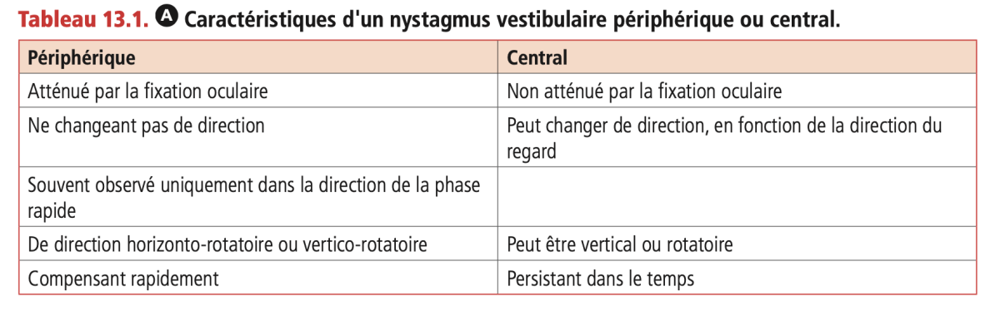 Tableau 13.1. A Caractéristiques d'un nystagmus vestibulaire périphérique ou central.
Périphérique
Central
Atténué par la fixation oculaire
Non atténué par la fixation oculaire
Ne changeant pas de direction
Peut changer de direction, en fonction de la direction du
regard
Souvent observé uniquement dans la direction de la phase
rapide
De direction horizonto-rotatoire ou vertico-rotatoire
Peut être vertical ou rotatoire
Compensant rapidement
Persistant dans le temps